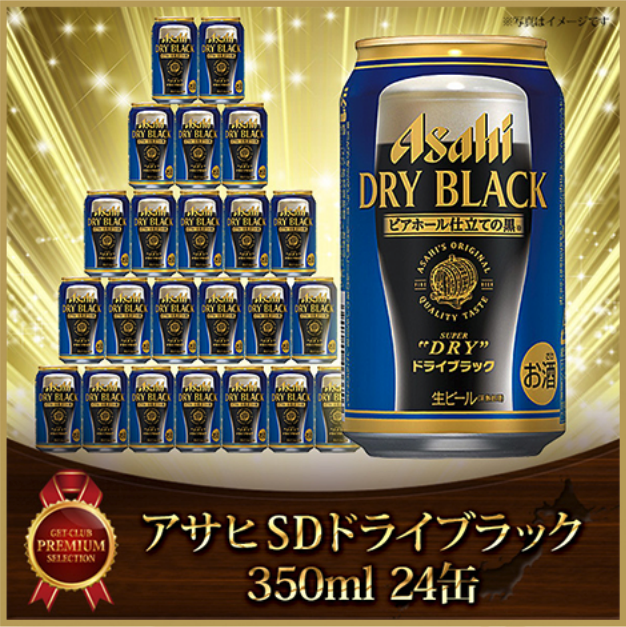 ※写真はイメージです。
Asahi
DRY BLACK
ビアホール仕立ての黒。
ASAHI'S ORIGINAL
QUALITY TASTE
SUPER
"DRY"
ドライブラック
生ビール
お酒
GET-CLUB
PREMIUM
SELECTION
アサヒSDドライブラック
350ml 24缶